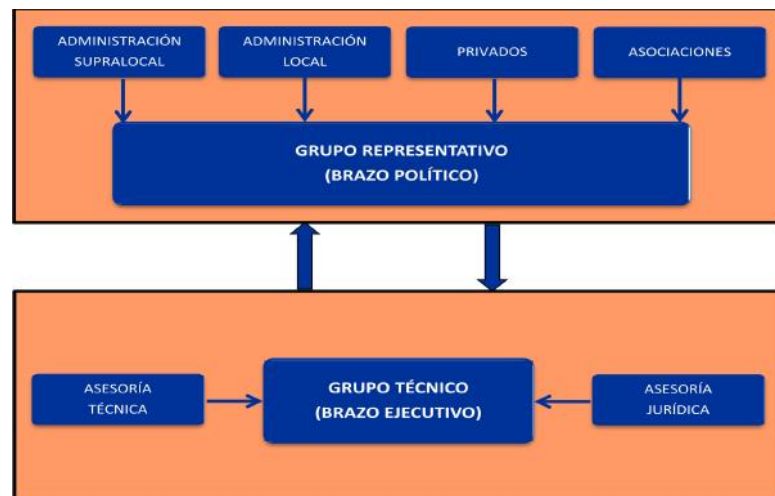 ADMINISTRACIÓN
SUPRALOCAL
ADMINISTRACIÓN
LOCAL
PRIVADOS
ASOCIACIONES
GRUPO REPRESENTATIVO
(BRAZO POLÍTICO)
ASESORÍA
TÉCNICA
GRUPO TÉCNICO
(BRAZO EJECUTIVO)
ASESORÍA
JURÍDICA